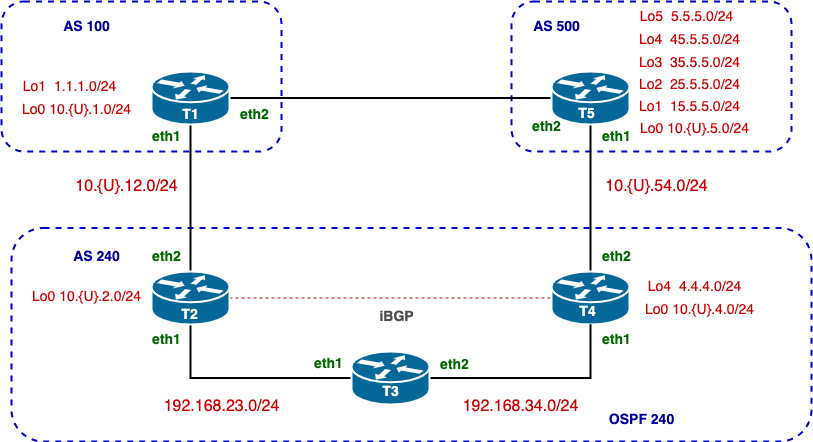 AS 100
AS 500
Lo5 5.5.5.0/24
Lo4 45.5.5.0/24
Lo3 35.5.5.0/24
Lo2 25.5.5.0/24
Lo1 15.5.5.0/24
Lo0 10.{U}.5.0/24
Lo1 1.1.1.0/24
Lo0 10.{U}.1.0/24
T1
T5
eth1
eth2
eth2
eth1
10.{U}.12.0/24
10.{U}.54.0/24
AS 240
eth2
eth2
Lo0 10.{U}.2.0/24
Lo4 4.4.4.0/24
Lo0 10.{U}.4.0/24
T2
iBGP
T4
eth1
eth1
eth1
eth2
T3
192.168.23.0/24
192.168.34.0/24
OSPF 240